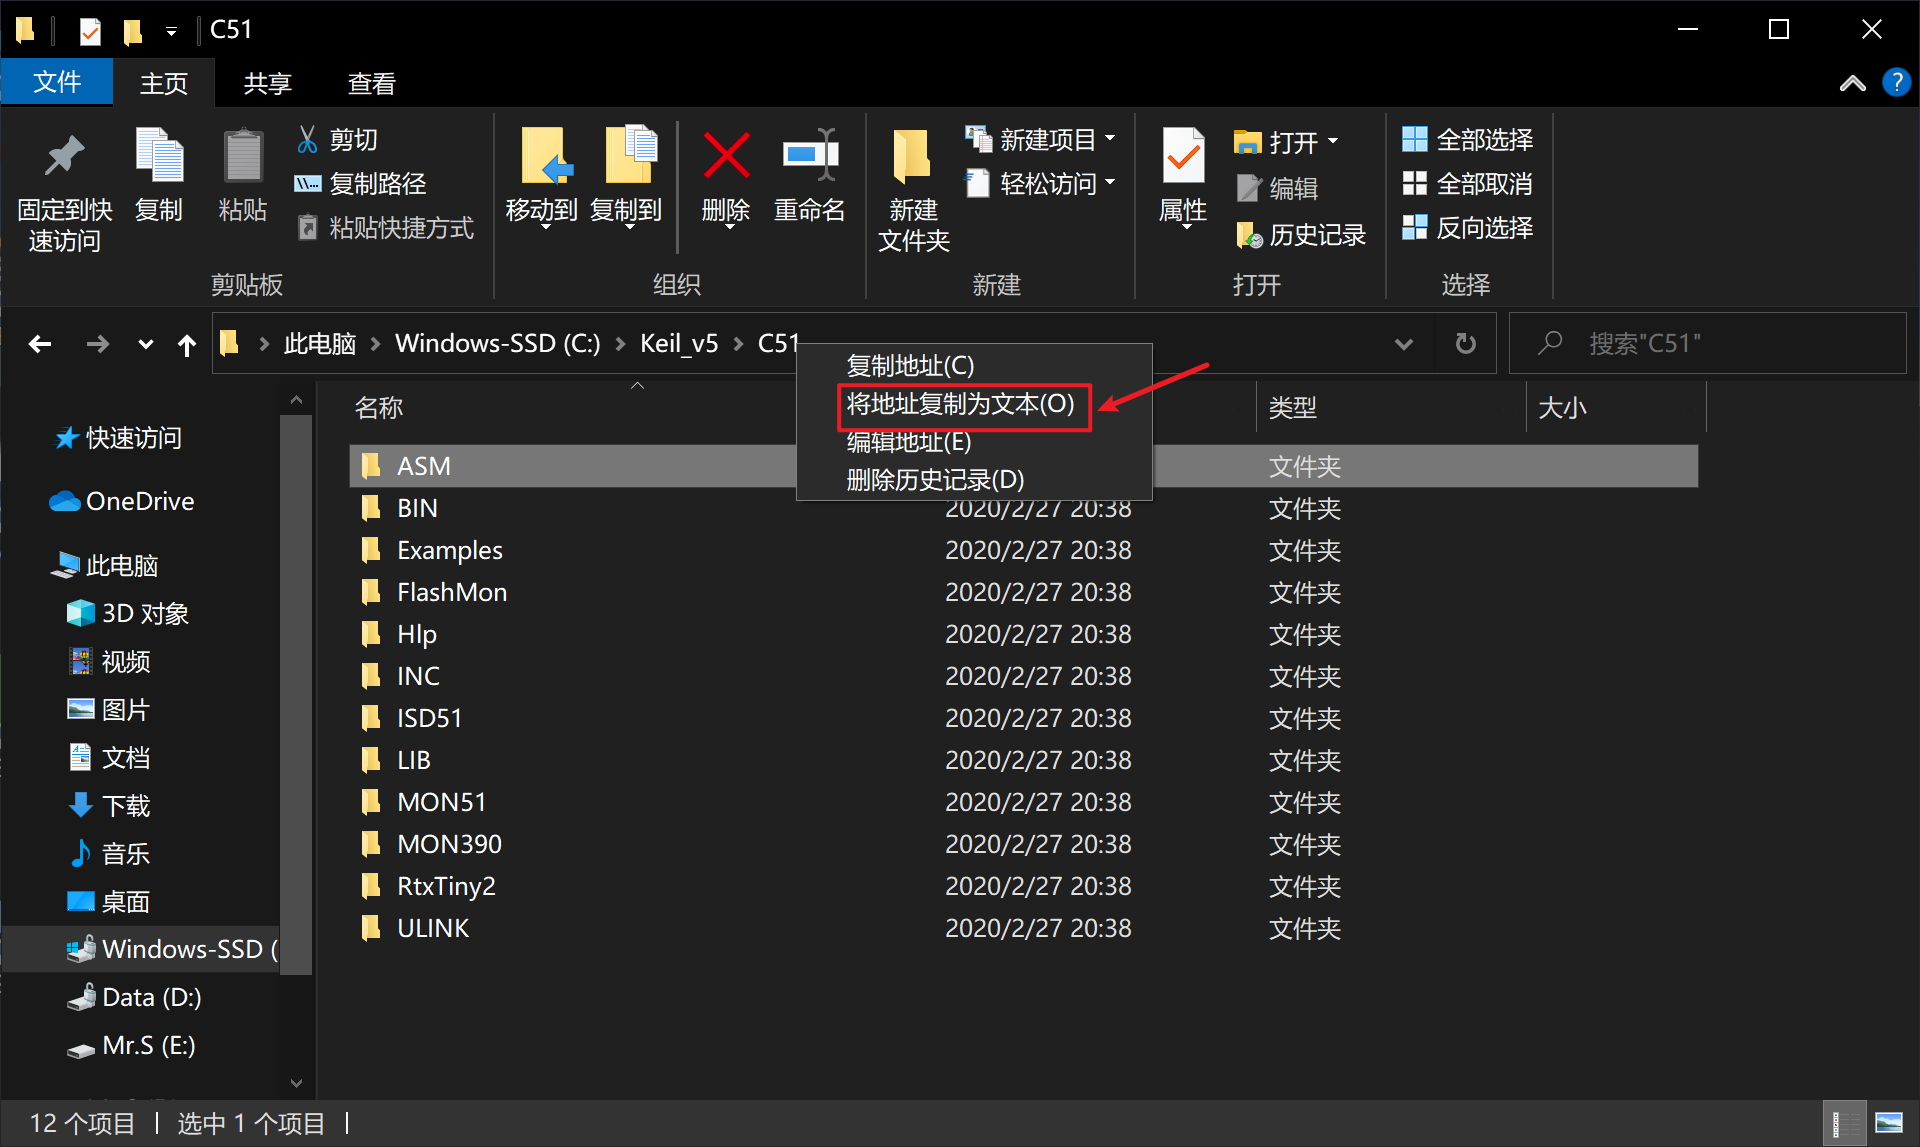 C51
文件
主页
共享
查看
固定到快
速访问
复制
粘贴
剪切
复制路径
粘贴快捷方式
剪贴板
移动到
复制到
删除
重命名
组织
新建
文件夹
新建项目
轻松访问
新建
属性
打开
编辑
历史记录
打开
全部选择
全部取消
反向选择
选择
此电脑 > Windows-SSD (C:) > Keil_v5 > C51
搜索"C51"
复制地址(C)
将地址复制为文本(O)
编辑地址(E)
删除历史记录(D)
名称
类型
大小
快速访问
OneDrive
此电脑
3D 对象
视频
图片
文档
下载
音乐
桌面
Windows-SSD (
Data (D:)
Mr.S (E:)
ASM 文件夹
BIN 2020/2/27 20:38 文件夹
Examples 2020/2/27 20:38 文件夹
FlashMon 2020/2/27 20:38 文件夹
Hlp 2020/2/27 20:38 文件夹
INC 2020/2/27 20:38 文件夹
ISD51 2020/2/27 20:38 文件夹
LIB 2020/2/27 20:38 文件夹
MON51 2020/2/27 20:38 文件夹
MON390 2020/2/27 20:38 文件夹
RtxTiny2 2020/2/27 20:38 文件夹
ULINK 2020/2/27 20:38 文件夹
12 个项目
选中 1 个项目